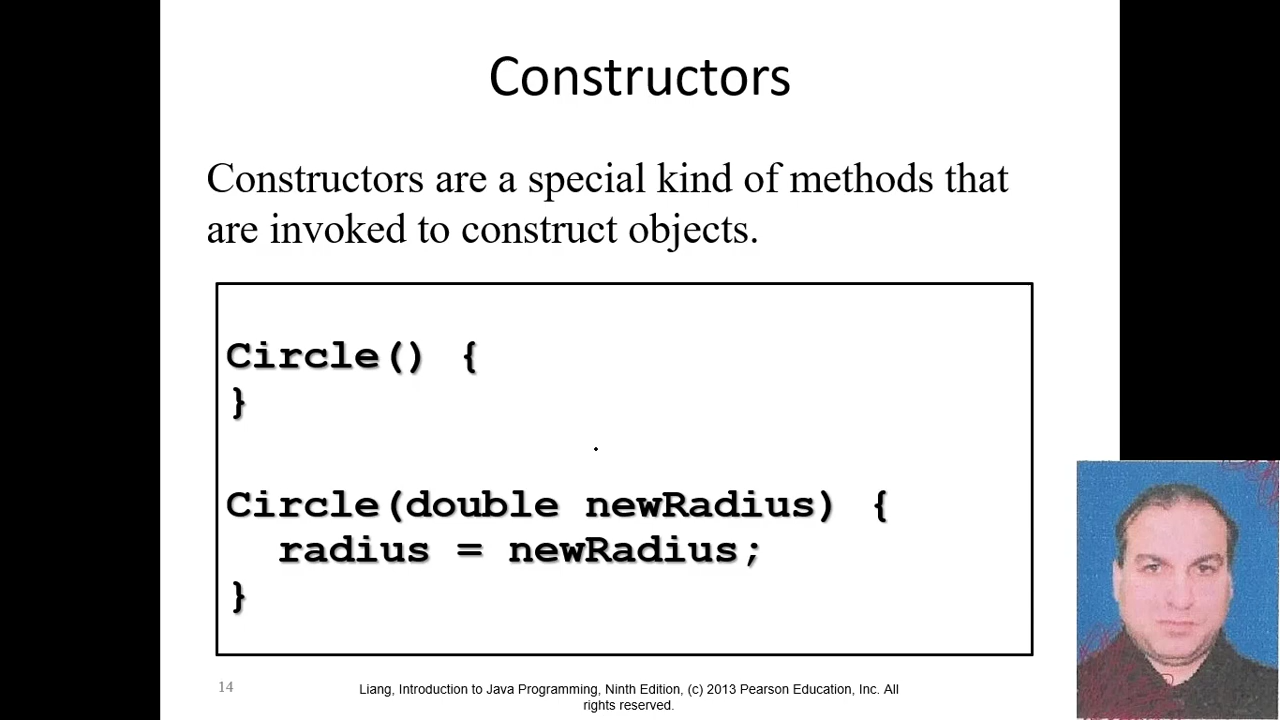 Constructors
Constructors are a special kind of methods that
are invoked to construct objects.
Circle() {
}
Circle(double newRadius) {
radius = newRadius;
}
14
Liang, Introduction to Java Programming, Ninth Edition, (c) 2013 Pearson Education, Inc. All
rights reserved.